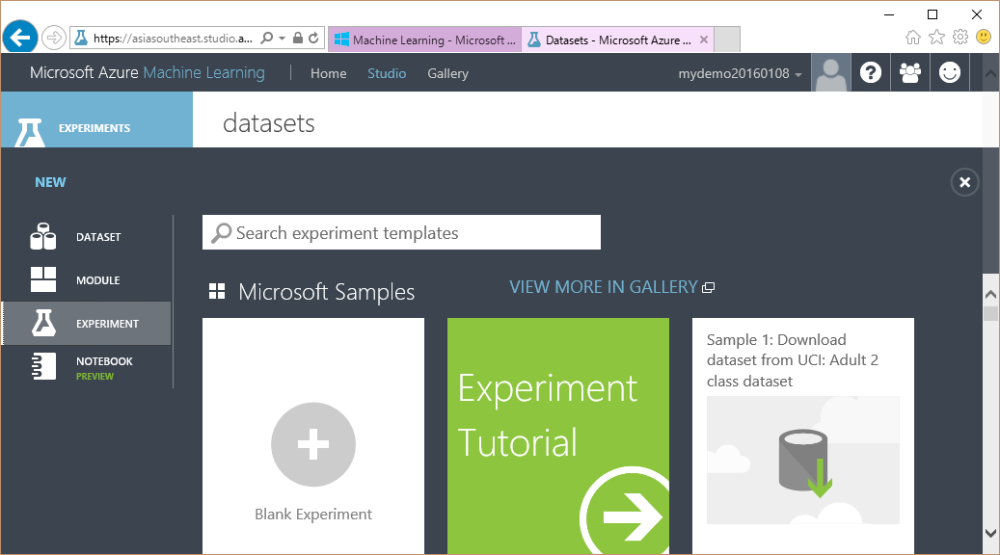 https://asiasoutheast.studio.a...
Machine Learning - Microsoft ...
Datasets - Microsoft Azure ...
Microsoft Azure Machine Learning
Home
Studio
Gallery
mydemo20160108
EXPERIMENTS
datasets
NEW
DATASET
MODULE
EXPERIMENT
NOTEBOOK
PREVIEW
Search experiment templates
Microsoft Samples
VIEW MORE IN GALLERY
Blank Experiment
Experiment
Tutorial
Sample 1: Download
dataset from UCI: Adult 2
class dataset